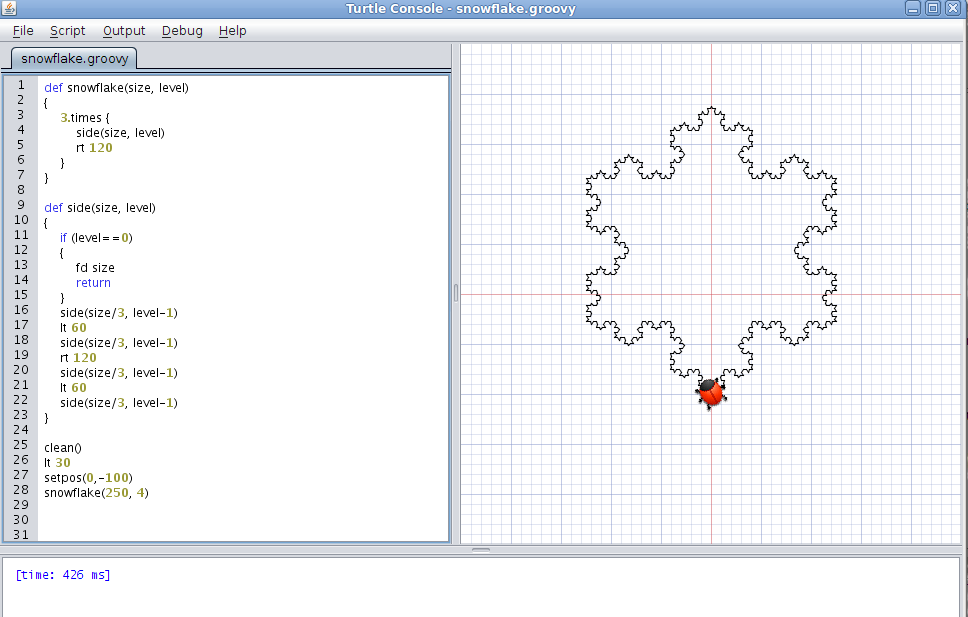 Turtle Console - snowflake.groovy
File Script Output Debug Help
snowflake.groovy
1 def snowflake(size, level)
2 {
3 3.times {
4 side(size, level)
5 rt 120
6 }
7 }
8
9 def side(size, level)
10 {
11 if (level==0)
12 {
13 fd size
14 return
15 }
16 side(size/3, level-1)
17 lt 60
18 side(size/3, level-1)
19 rt 120
20 side(size/3, level-1)
21 lt 60
22 side(size/3, level-1)
23 }
24
25 clean()
26 lt 30
27 setpos(0,-100)
28 snowflake(250, 4)
29
30
31
[time: 426 ms]